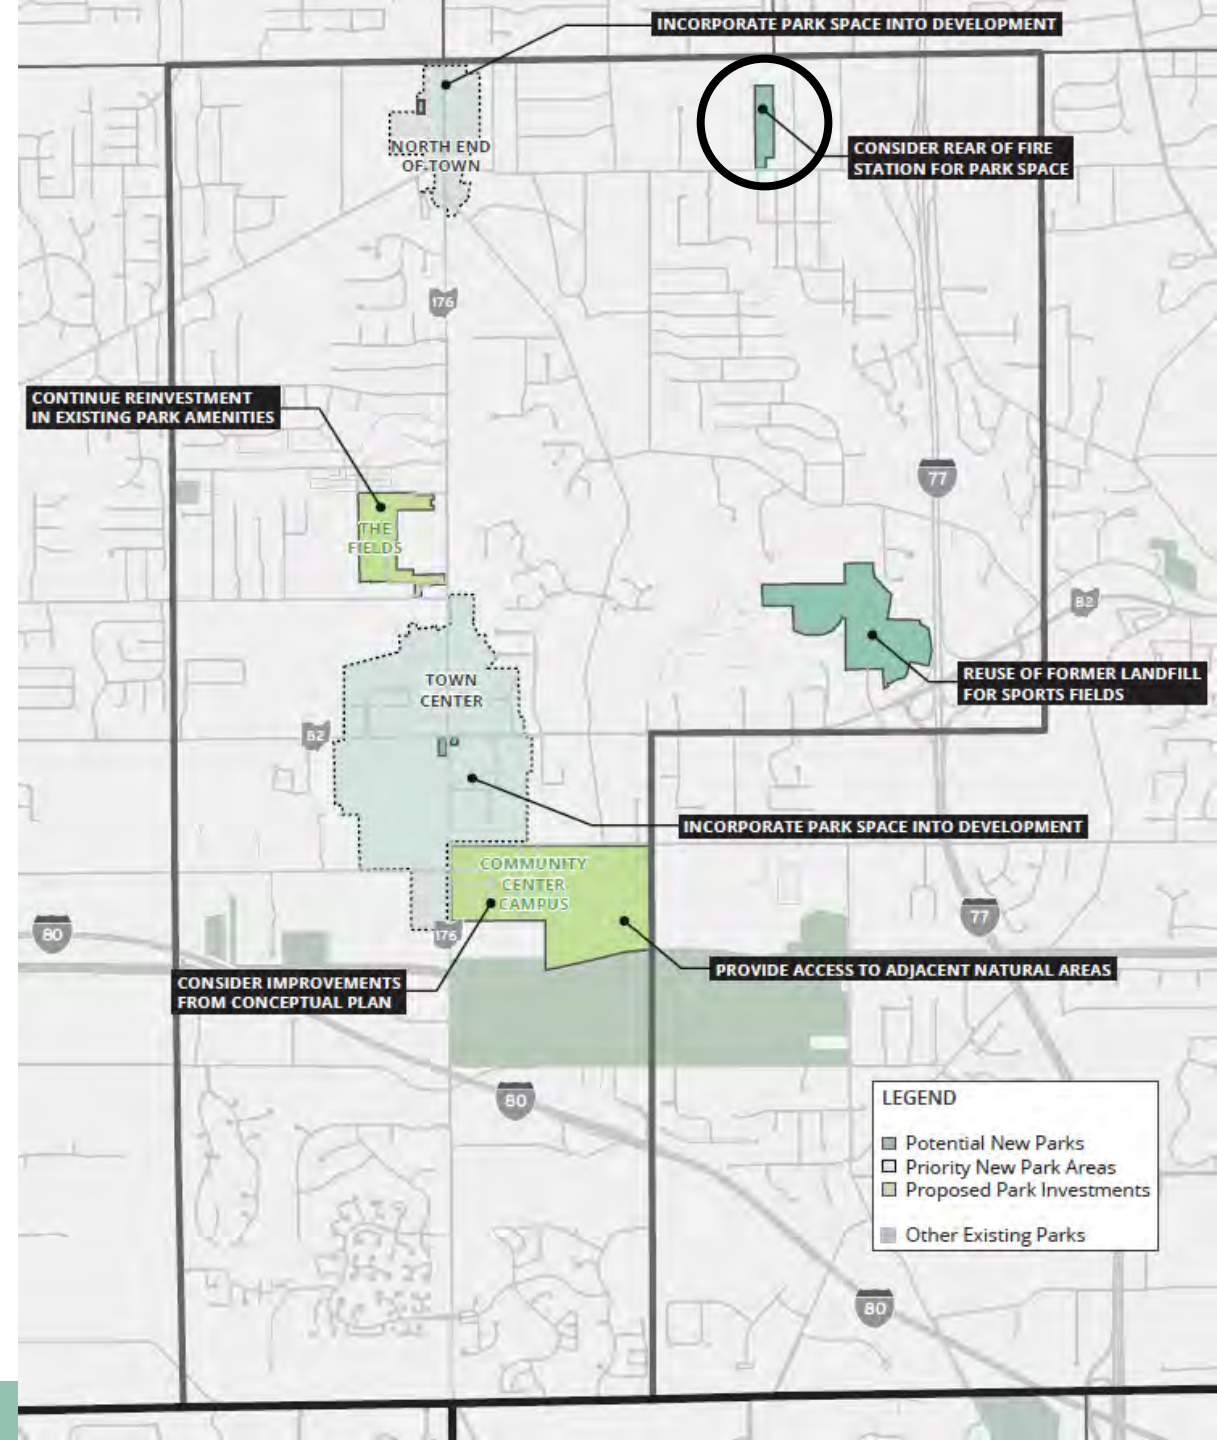 INCORPORATE PARK SPACE INTO DEVELOPMENT
NORTH END
OF TOWN
CONSIDER REAR OF FIRE
STATION FOR PARK SPACE
176
CONTINUE REINVESTMENT
IN EXISTING PARK AMENITIES
77
THE
FIELDS
82
REUSE OF FORMER LANDFILL
FOR SPORTS FIELDS
TOWN
CENTER
82
INCORPORATE PARK SPACE INTO DEVELOPMENT
COMMUNITY
CENTER
CAMPUS
80
176
77
PROVIDE ACCESS TO ADJACENT NATURAL AREAS
CONSIDER IMPROVEMENTS
FROM CONCEPTUAL PLAN
80
LEGEND
Potential New Parks
Priority New Park Areas
Proposed Park Investments
Other Existing Parks
80